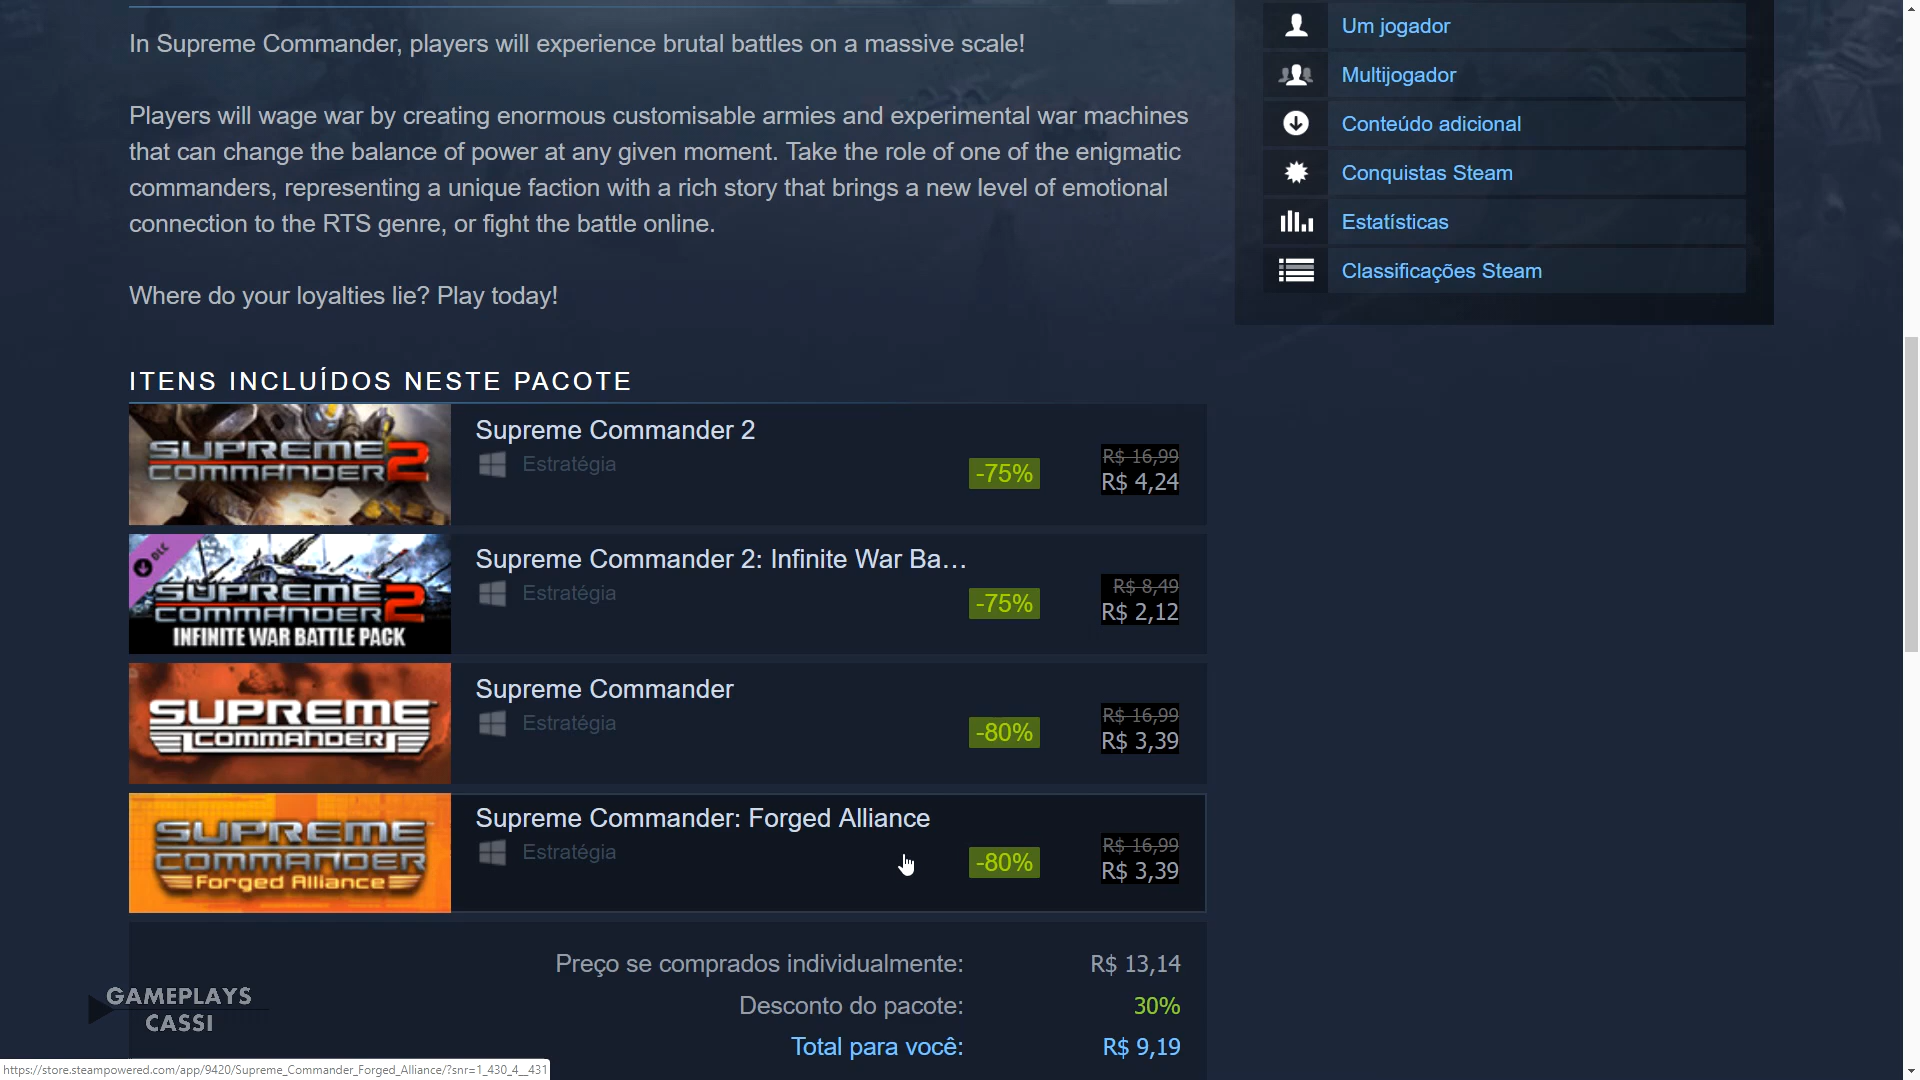 In Supreme Commander, players will experience brutal battles on a massive scale!
Players will wage war by creating enormous customisable armies and experimental war machines
that can change the balance of power at any given moment. Take the role of one of the enigmatic
commanders, representing a unique faction with a rich story that brings a new level of emotional
connection to the RTS genre, or fight the battle online.
Where do your loyalties lie? Play today!
Um jogador
Multijogador
Conteúdo adicional
Conquistas Steam
Estatísticas
Classificações Steam
ITENS INCLUÍDOS NESTE PACOTE
SUPREME
COMMANDER 2
Supreme Commander 2
Estratégia
-75%
R$ 16,99
R$ 4,24
DLC
SUPREME
COMMANDER 2
INFINITE WAR BATTLE PACK
Supreme Commander 2: Infinite War Ba...
Estratégia
-75%
R$ 8,49
R$ 2,12
SUPREME
COMMANDER
Supreme Commander
Estratégia
-80%
R$ 16,99
R$ 3,39
SUPREME
COMMANDER
Forged Alliance
Supreme Commander: Forged Alliance
Estratégia
-80%
R$ 16,99
R$ 3,39
Preço se comprados individualmente: R$ 13,14
Desconto do pacote: 30%
Total para você: R$ 9,19
GAMEPLAYS
CASSI
https://store.steampowered.com/app/9420/Supreme_Commander_Forged_Alliance/?snr=1_430_4__431